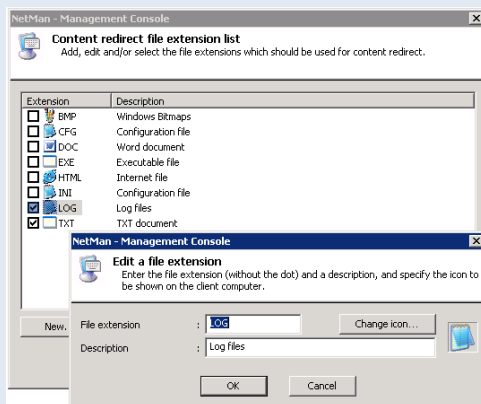 NetMan - Management Console
Content redirect file extension list
Add, edit and/or select the file extensions which should be used for content redirect.
Extension Description
BMP Windows Bitmaps
CFG Configuration file
DOC Word document
EXE Executable file
HTML Internet file
INI Configuration file
LOG Log files
TXT TXT document
New.
NetMan - Management Console
Edit a file extension
Enter the file extension (without the dot) and a description, and specify the icon to
be shown on the client computer.
File extension : LOG Change icon...
Description : Log files
OK Cancel